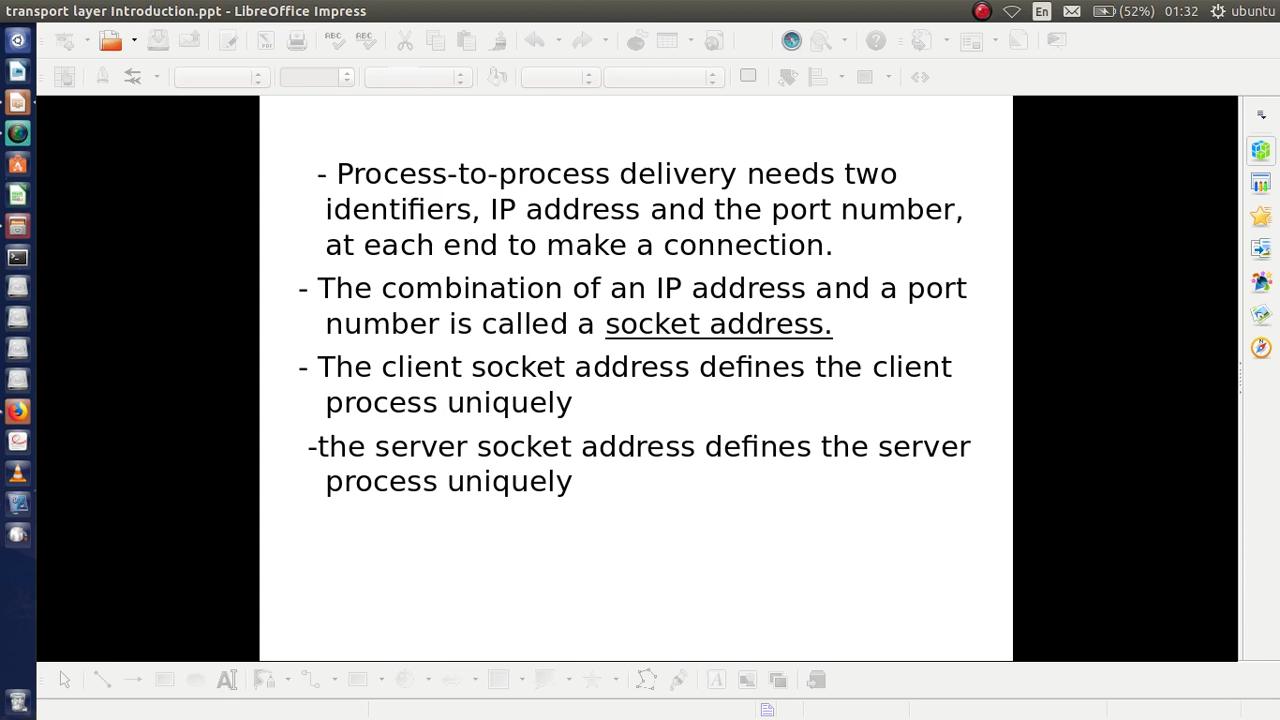 transport layer Introduction.ppt - LibreOffice Impress
En
(52%)
01:32
ubuntu
- Process-to-process delivery needs two
identifiers, IP address and the port number,
at each end to make a connection.
- The combination of an IP address and a port
number is called a socket address.
- The client socket address defines the client
process uniquely
-the server socket address defines the server
process uniquely